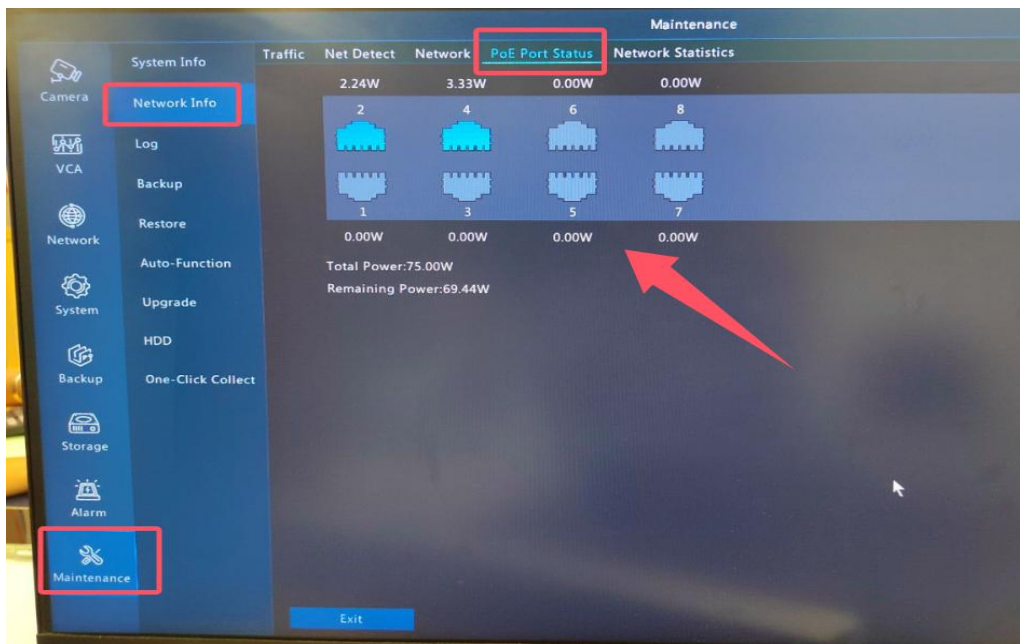 Maintenance
Camera
VCA
Network
System
Backup
Storage
Alarm
Maintenance
System Info
Network Info
Log
Backup
Restore
Auto-Function
Upgrade
HDD
One-Click Collect
Traffic Net Detect Network PoE Port Status Network Statistics
2.24W 3.33W 0.00W 0.00W
2 4 6 8
1 3 5 7
0.00W 0.00W 0.00W 0.00W
Total Power:75.00W
Remaining Power:69.44W
Exit